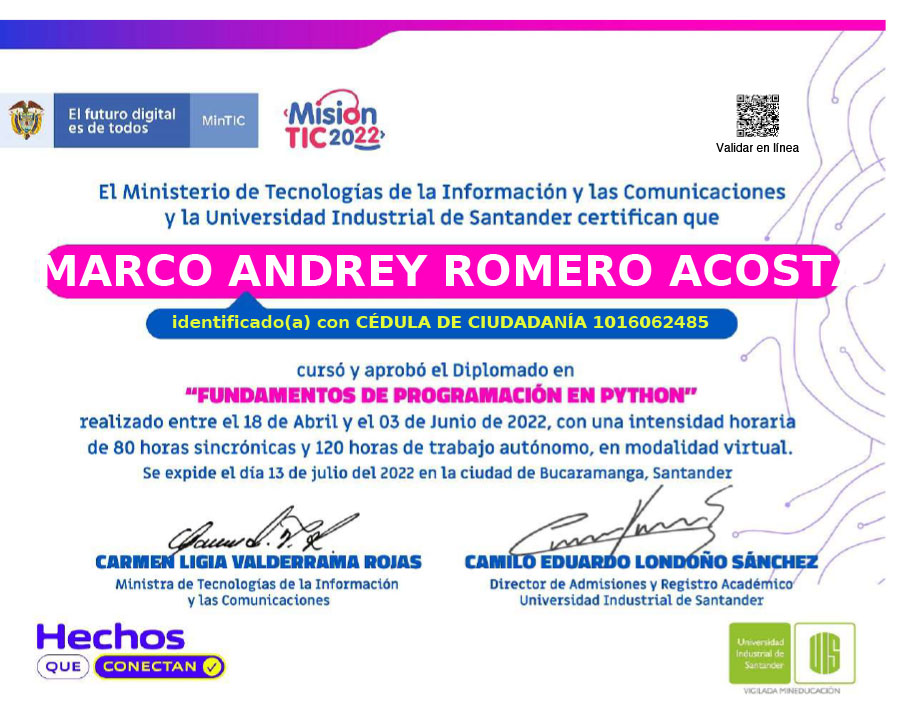 El futuro digital
es de todos
MinTIC
Misión
TIC2022
Validar en línea
El Ministerio de Tecnologías de la Información y las Comunicaciones
y la Universidad Industrial de Santander certifican que
MARCO ANDREY ROMERO ACOSTA
identificado(a) con CÉDULA DE CIUDADANÍA 1016062485
cursó y aprobó el Diplomado en
“FUNDAMENTOS DE PROGRAMACIÓN EN PYTHON”
realizado entre el 18 de Abril y el 03 de Junio de 2022, con una intensidad horaria
de 80 horas sincrónicas y 120 horas de trabajo autónomo, en modalidad virtual.
Se expide el día 13 de julio del 2022 en la ciudad de Bucaramanga, Santander
CARMEN LIGIA VALDERRAMA ROJAS
Ministra de Tecnologías de la Información
y las Comunicaciones
CAMILO EDUARDO LONDOÑO SÁNCHEZ
Director de Admisiones y Registro Académico
Universidad Industrial de Santander
Hechos
QUE CONECTAN
Universidad
Industrial de
Santander
UIS
VIGILADA MINEDUCACIÓN